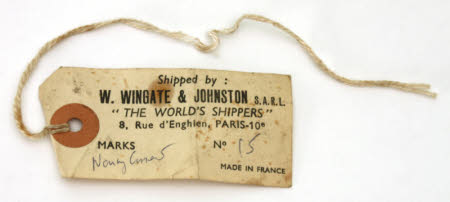 Shipped by :
W. WINGATE & JOHNSTON S.A.R.L.
" THE WORLD'S SHIPPERS "
8, Rue d'Enghien, PARIS-10e
MARKS Nº 15
Nancy Cunard
MADE IN FRANCE